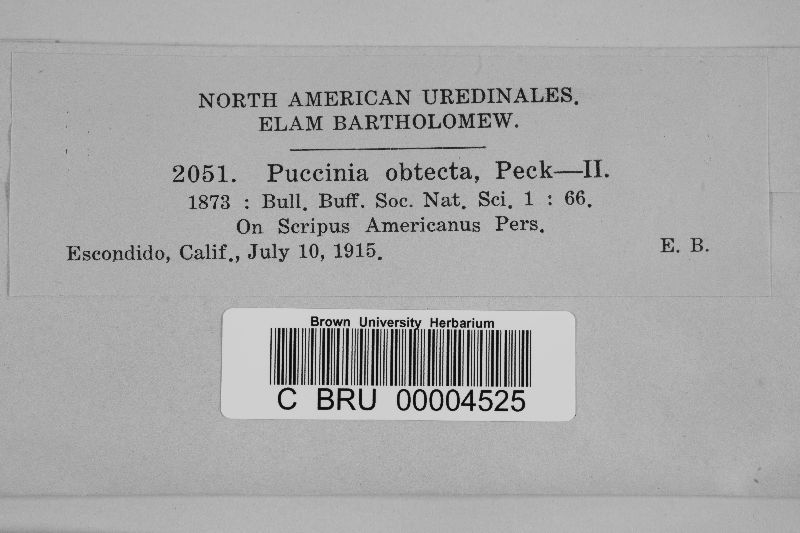 NORTH AMERICAN UREDINALES.
ELAM BARTHOLOMEW.
2051. Puccinia obtecta, Peck—II.
1873 : Bull. Buff. Soc. Nat. Sci. 1 : 66.
On Scripus Americanus Pers.
Escondido, Calif., July 10, 1915. E. B.
Brown University Herbarium
C BRU 00004525